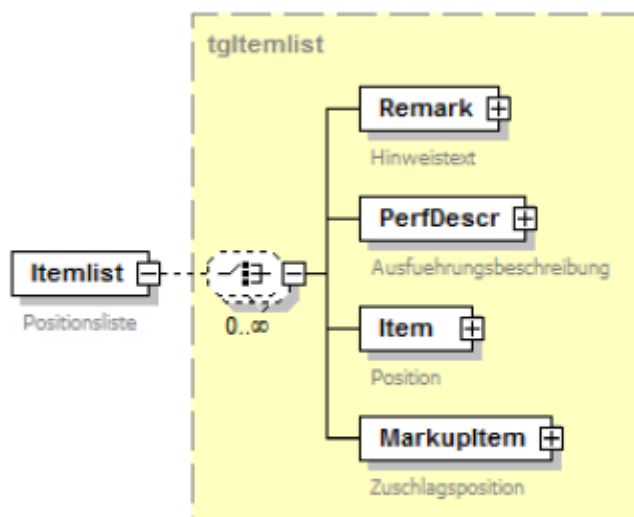 tgItemlist
Remark
Hinweistext
PerfDescr
Ausfuehrungsbeschreibung
Itemlist
Positionsliste
0..∞
Item
Position
MarkupItem
Zuschlagsposition